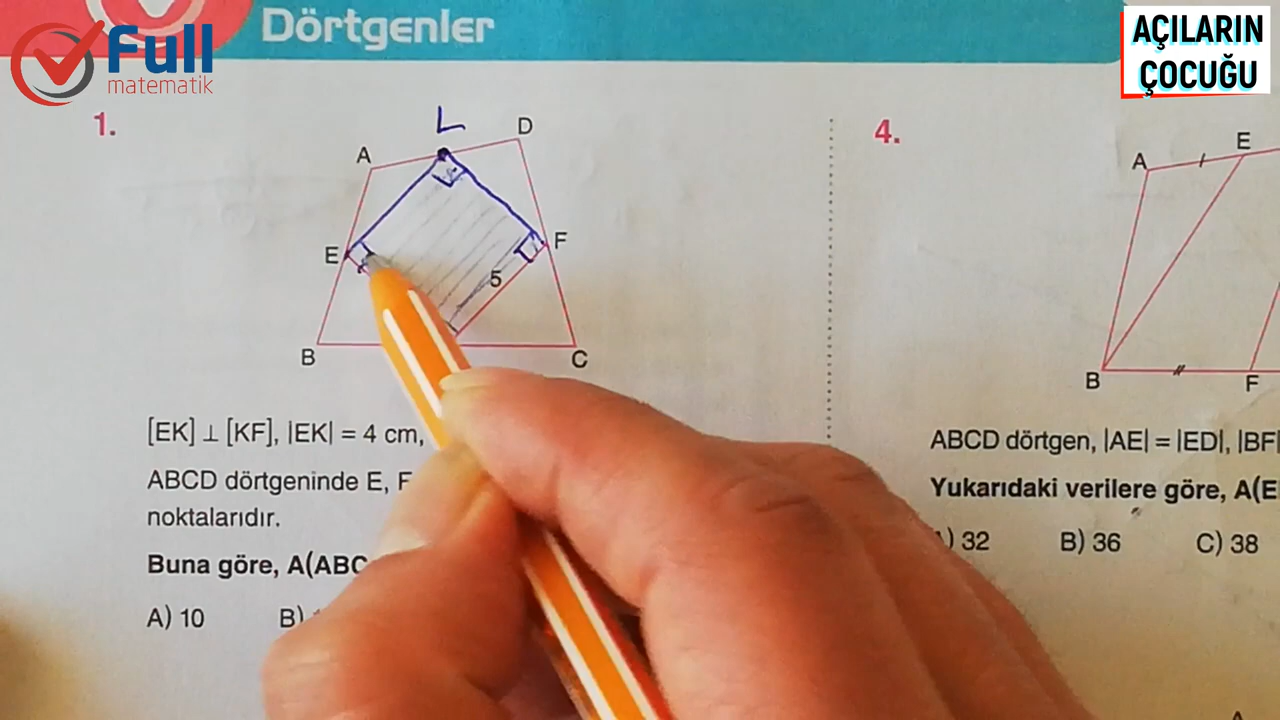 Dörtgenler
Full
matematik
AÇILARIN
ÇOCUĞU
1.
L
D
A
E
F
5
B
C
[EK] ⊥ [KF], |EK| = 4 cm,
ABCD dörtgeninde E, F
noktalarıdır.
Buna göre, A(ABC
A) 10 B)
4.
E
A
B
F
ABCD dörtgen, |AE| = |ED|, |BF|
Yukarıdaki verilere göre, A(E
) 32 B) 36 C) 38